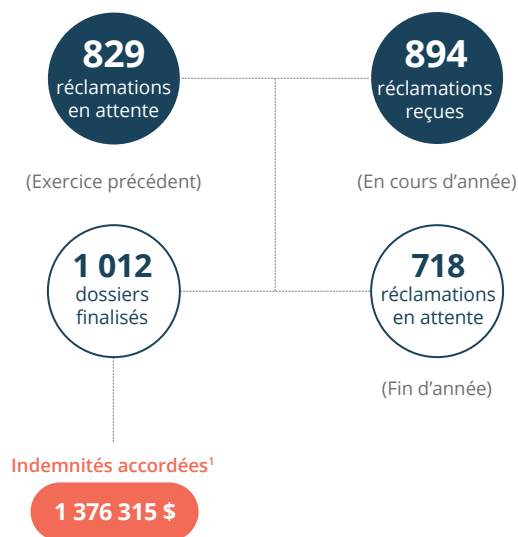 829
réclamations
en attente
894
réclamations
reçues
(Exercice précédent)
(En cours d’année)
1 012
dossiers
finalisés
718
réclamations
en attente
(Fin d’année)
Indemnités accordées¹
1 376 315 $